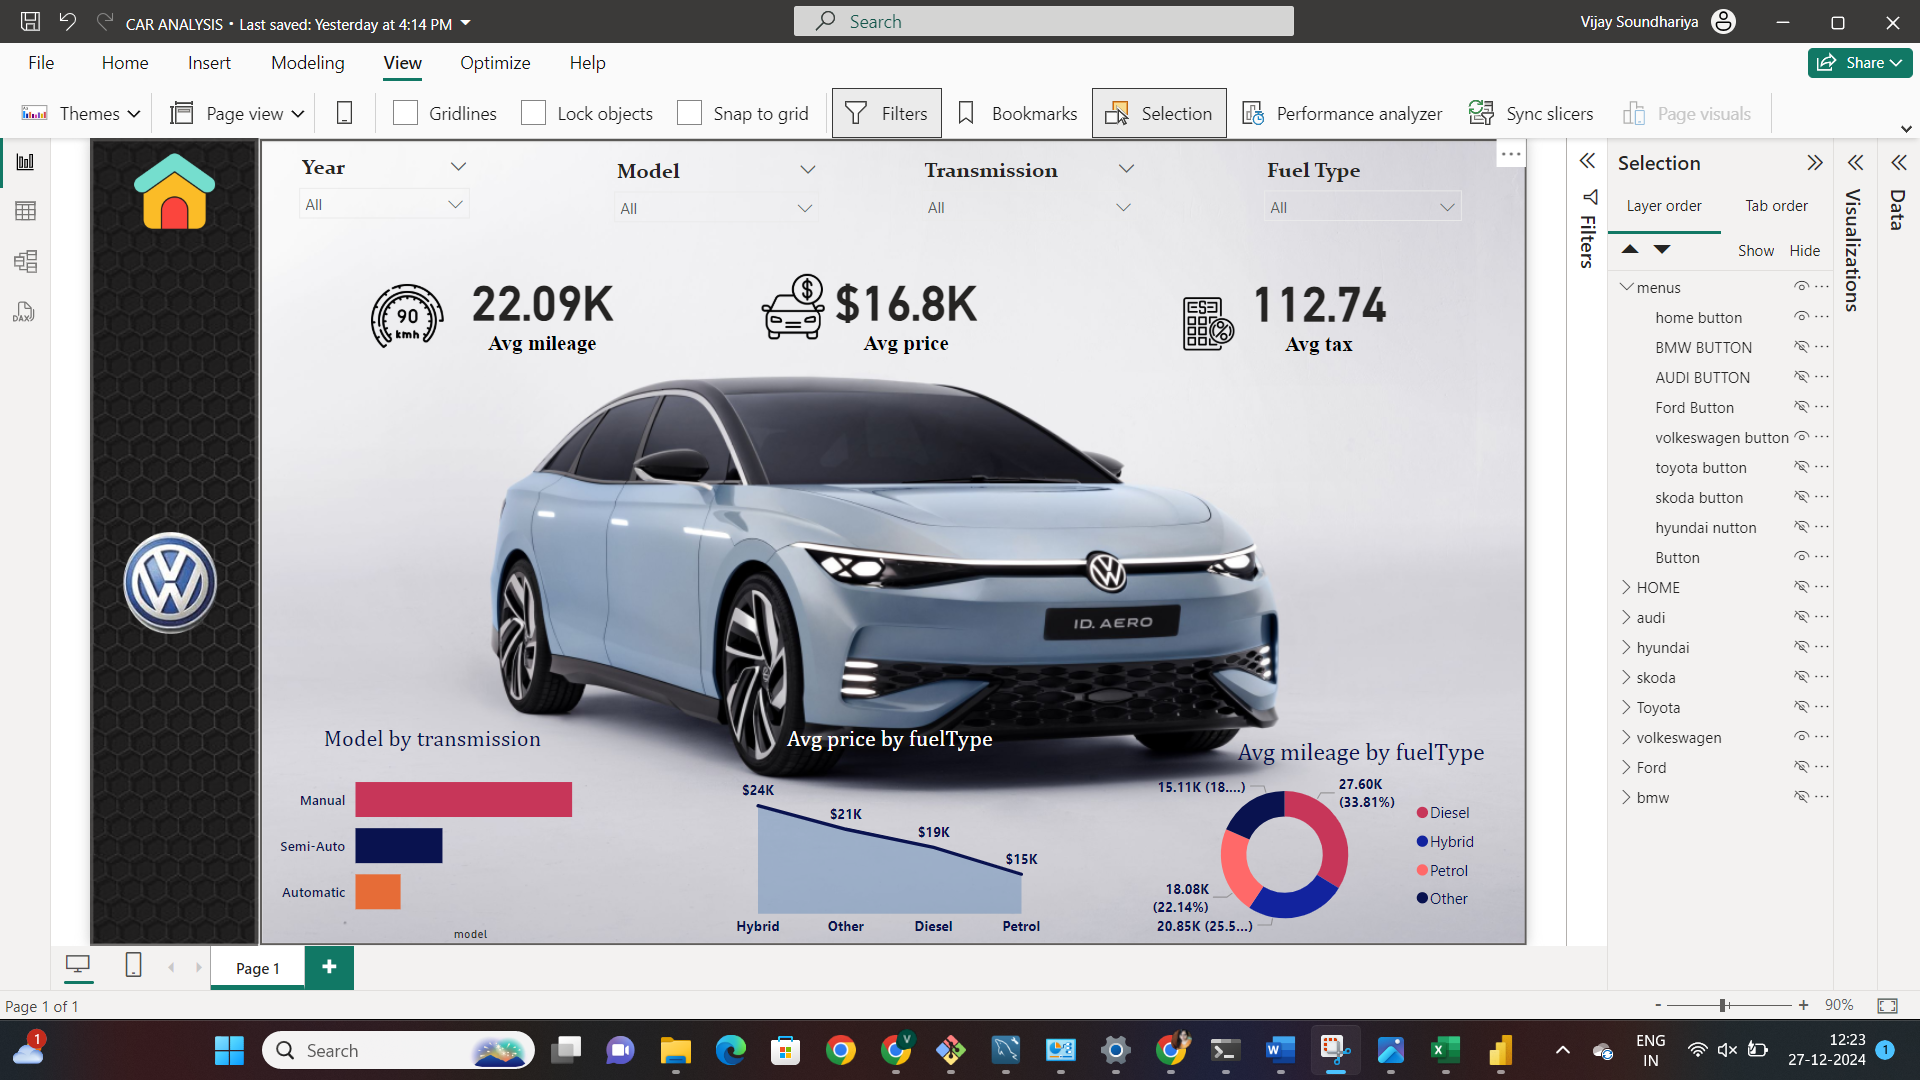 CAR ANALYSIS • Last saved: Yesterday at 4:14 PM
Search
Vijay Soundhariya
File Home Insert Modeling View Optimize Help
Share
Themes Page view Gridlines Lock objects Snap to grid Filters Bookmarks Selection Performance analyzer Sync slicers Page visuals
Year Model Transmission Fuel Type
All All All All
90
kmh
22.09K
Avg mileage
$
$16.8K
Avg price
112.74
Avg tax
ID. AERO
Model by transmission
Manual
Semi-Auto
Automatic
model
Avg price by fuelType
$24K
$21K
$19K
$15K
Hybrid Other Diesel Petrol
Avg mileage by fuelType
15.11K (18....)
27.60K
(33.81%)
18.08K
(22.14%)
20.85K (25.5...)
Diesel
Hybrid
Petrol
Other
Filters
Selection
Layer order Tab order
Show Hide
menus
home button
BMW BUTTON
AUDI BUTTON
Ford Button
volkeswagen button
toyota button
skoda button
hyundai nutton
Button
HOME
audi
hyundai
skoda
Toyota
volkeswagen
Ford
bmw
Visualizations
Data
DAX
Page 1
Page 1 of 1
- + 90%
1
Search
V
ENG
IN
12:23
27-12-2024
1